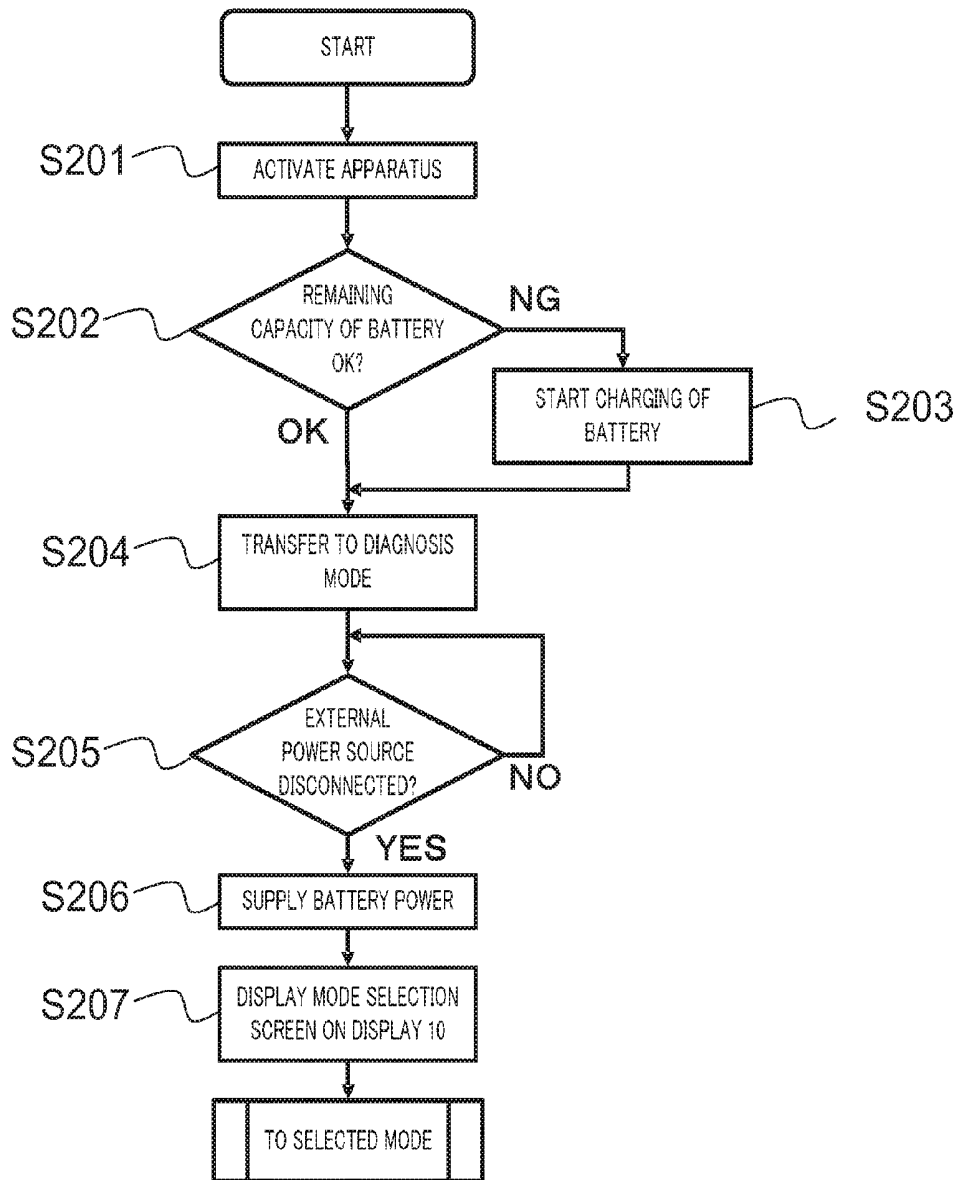 START
S201
ACTIVATE APPARATUS
S202
REMAINING
CAPACITY OF BATTERY
OK?
NG
OK
START CHARGING OF
BATTERY
S203
S204
TRANSFER TO DIAGNOSIS
MODE
S205
EXTERNAL
POWER SOURCE
DISCONNECTED?
NO
YES
S206
SUPPLY BATTERY POWER
S207
DISPLAY MODE SELECTION
SCREEN ON DISPLAY 10
TO SELECTED MODE